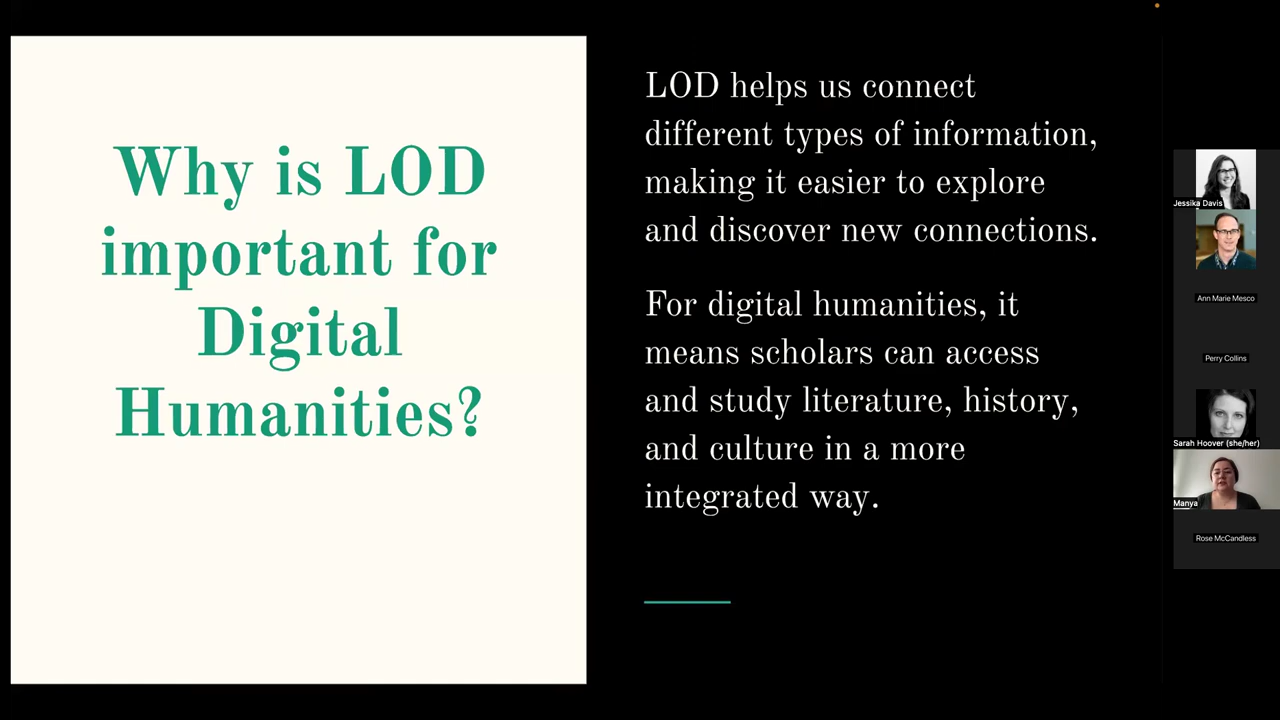 Why is LOD
important for
Digital
Humanities?
LOD helps us connect
different types of information,
making it easier to explore
and discover new connections.
For digital humanities, it
means scholars can access
and study literature, history,
and culture in a more
integrated way.
Jessika Davis
Ann Marie Mesco
Perry Collins
Sarah Hoover (she/her)
Manya
Rose McCandless